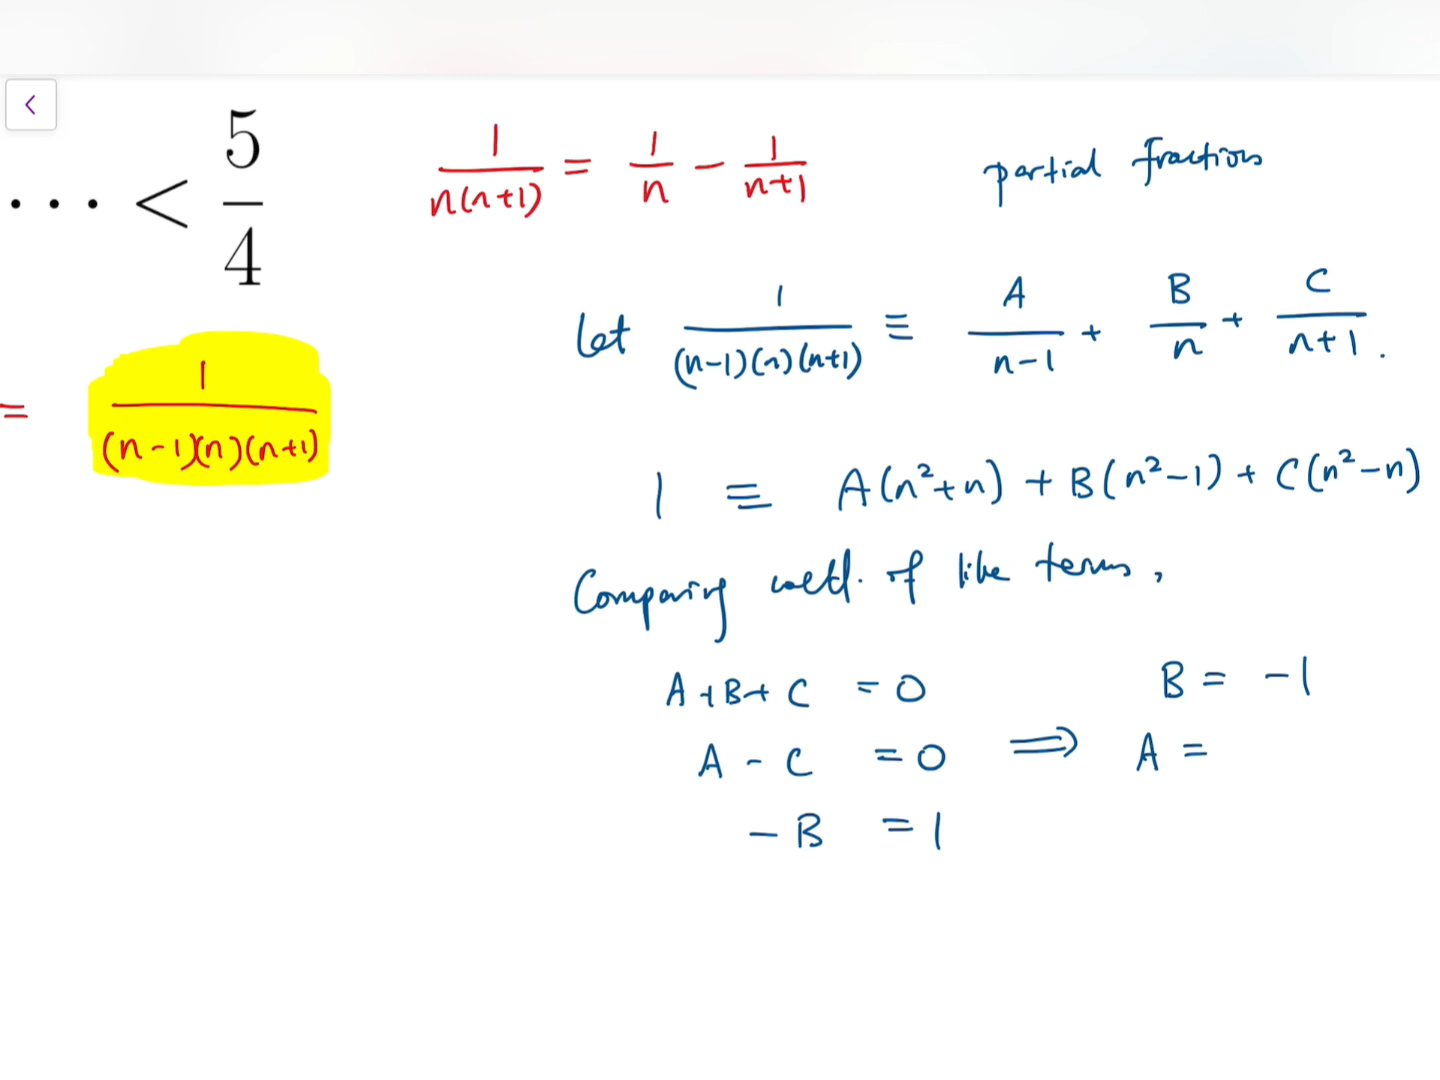 ··· < 5/4
1/(n(n+1)) = 1/n − 1/(n+1)
partial fractions
Let 1/((n−1)(n)(n+1)) ≡ A/(n−1) + B/n + C/(n+1).
= 1/((n−1)(n)(n+1))
1 ≡ A(n²+n) + B(n²−1) + C(n²−n)
Comparing coeff. of like terms,
A+B+C = 0
A − C = 0 ⟹
− B = 1
B = −1
A =